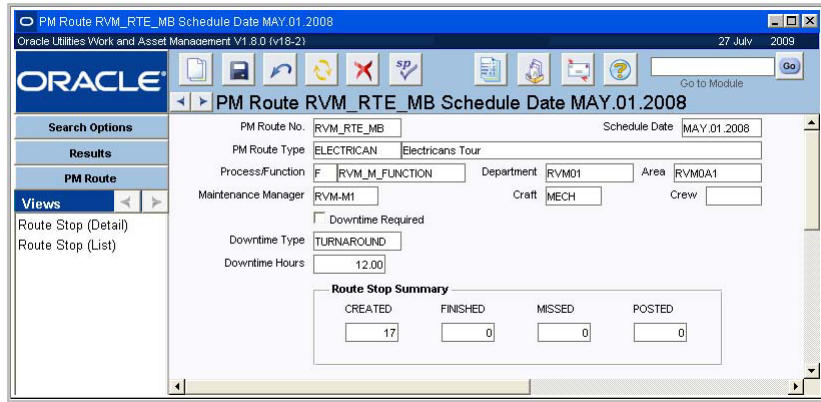 PM Route RVM_RTE_MB Schedule Date MAY.01.2008
Oracle Utilities Work and Asset Management V1.8.0 (v18-2) 27 July 2009
ORACLE
sp
Go
Go to Module
PM Route RVM_RTE_MB Schedule Date MAY.01.2008
Search Options
Results
PM Route
Views
Route Stop (Detail)
Route Stop (List)
PM Route No. RVM_RTE_MB Schedule Date MAY.01.2008
PM Route Type ELECTRICAN Electricans Tour
Process/Function F RVM_M_FUNCTION Department RVM01 Area RVM0A1
Maintenance Manager RVM-M1 Craft MECH Crew
Downtime Required
Downtime Type TURNAROUND
Downtime Hours 12.00
Route Stop Summary
CREATED FINISHED MISSED POSTED
17 0 0 0